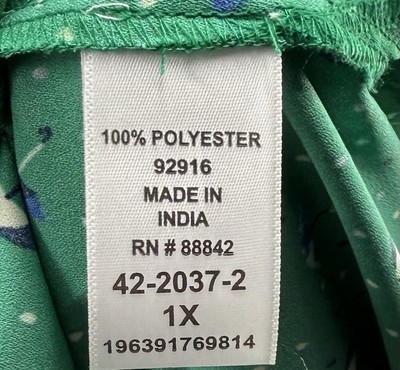 100% POLYESTER
92916
MADE IN
INDIA
RN # 88842
42-2037-2
1X
196391769814